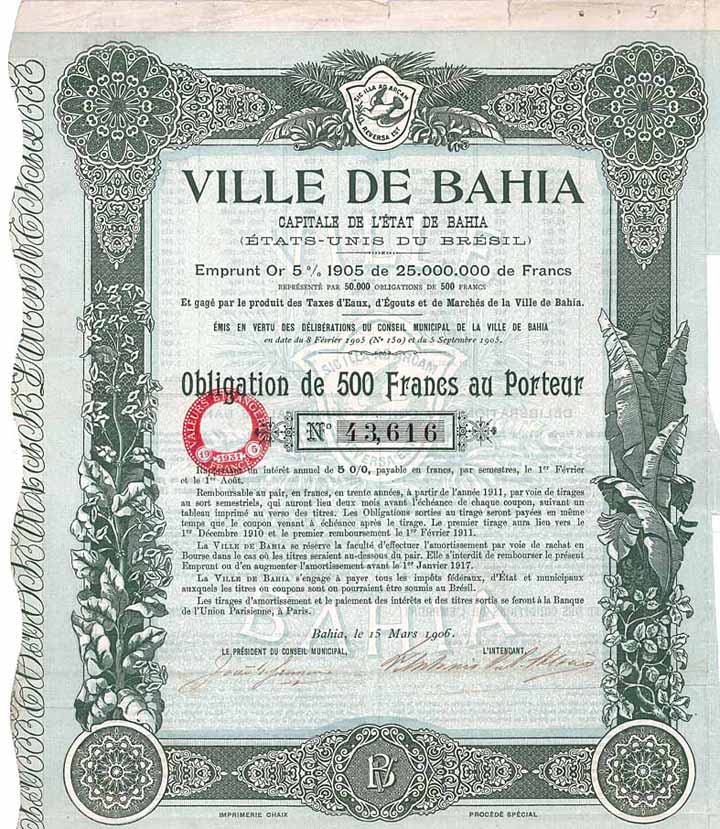 5
SIC ILLA AD ARCAM
REVERSA EST
VILLE DE BAHIA
CAPITALE DE L'ÉTAT DE BAHIA
(ÉTATS-UNIS DU BRÉSIL)
Emprunt Or 5% 1905 de 25.000.000 de Francs
REPRÉSENTÉ PAR 50.000 OBLIGATIONS DE 500 FRANCS
Et gagé par le produit des Taxes d'Eaux, d'Égouts et de Marchés de la Ville de Bahia.
ÉMIS EN VERTU DES DÉLIBÉRATIONS DU CONSEIL MUNICIPAL DE LA VILLE DE BAHIA
en date du 8 Février 1905 (N° 150) et du 5 Septembre 1905.
Obligation de 500 Francs au Porteur
VALEURS
1931
N° 43,616
un intérêt annuel de 5 0/0, payable en francs, par semestres, le 1er Février
et le 1er Août.
Remboursable au pair, en francs, en trente années, à partir de l'année 1911, par voie de tirages
au sort semestriels, qui auront lieu deux mois avant l'échéance de chaque coupon, suivant un
tableau imprimé au verso des titres. Les Obligations sorties au tirage seront payées en même
temps que le coupon venant à échéance après le tirage. Le premier tirage aura lieu vers le
1er Décembre 1910 et le premier remboursement le 1er Février 1911.
La VILLE DE BAHIA se réserve la faculté d'effectuer l'amortissement par voie de rachat en
Bourse dans le cas où les titres seraient au-dessous du pair. Elle s'interdit de rembourser le présent
Emprunt ou d'en augmenter l'amortissement avant le 1er Janvier 1917.
La VILLE DE BAHIA s'engage à payer tous les impôts fédéraux, d'État et municipaux
auxquels les titres ou coupons sont ou pourraient être soumis au Brésil.
Les tirages d'amortissement et le paiement des intérêts et des titres sortis se feront à la Banque
de l'Union Parisienne, à Paris.
BAHIA
Bahia, le 15 Mars 1906.
LE PRÉSIDENT DU CONSEIL MUNICIPAL,
L'INTENDANT,
IMPRIMERIE CHAIX
PROCÉDÉ SPÉCIAL